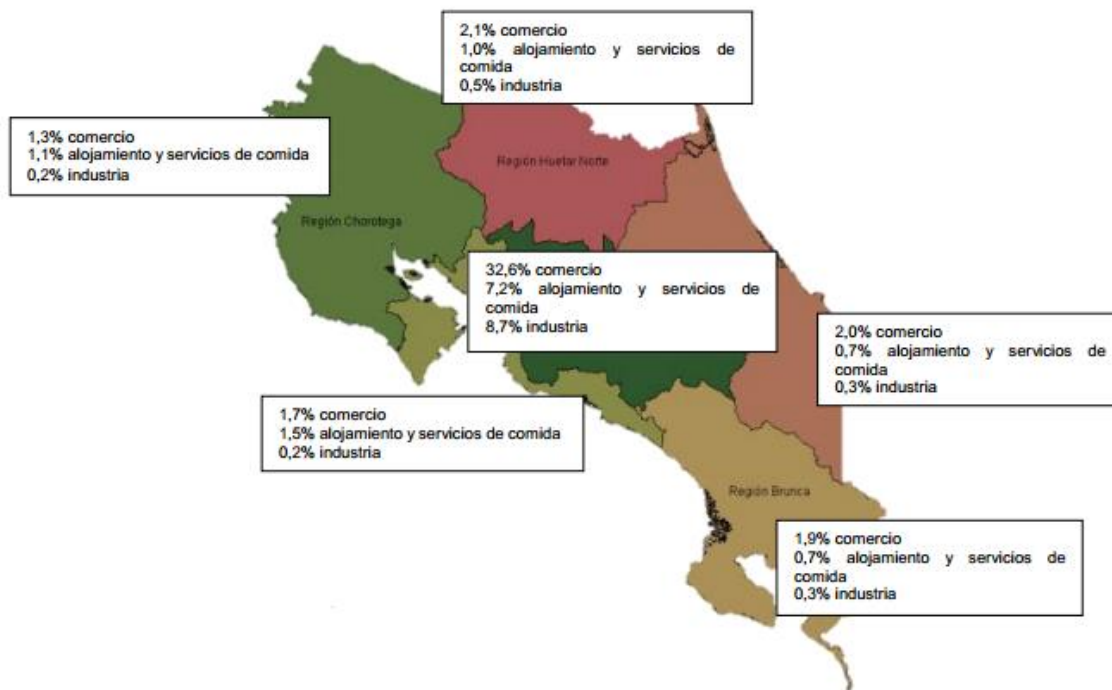 2,1% comercio
1,0% alojamiento y servicios de
comida
0,5% industria
1,3% comercio
1,1% alojamiento y servicios de comida
0,2% industria
Región Huetar Norte
Región Chorotega
32,6% comercio
7,2% alojamiento y servicios de
comida
8,7% industria
2,0% comercio
0,7% alojamiento y servicios de
comida
0,3% industria
1,7% comercio
1,5% alojamiento y servicios de comida
0,2% industria
Región Brunca
1,9% comercio
0,7% alojamiento y servicios de
comida
0,3% industria